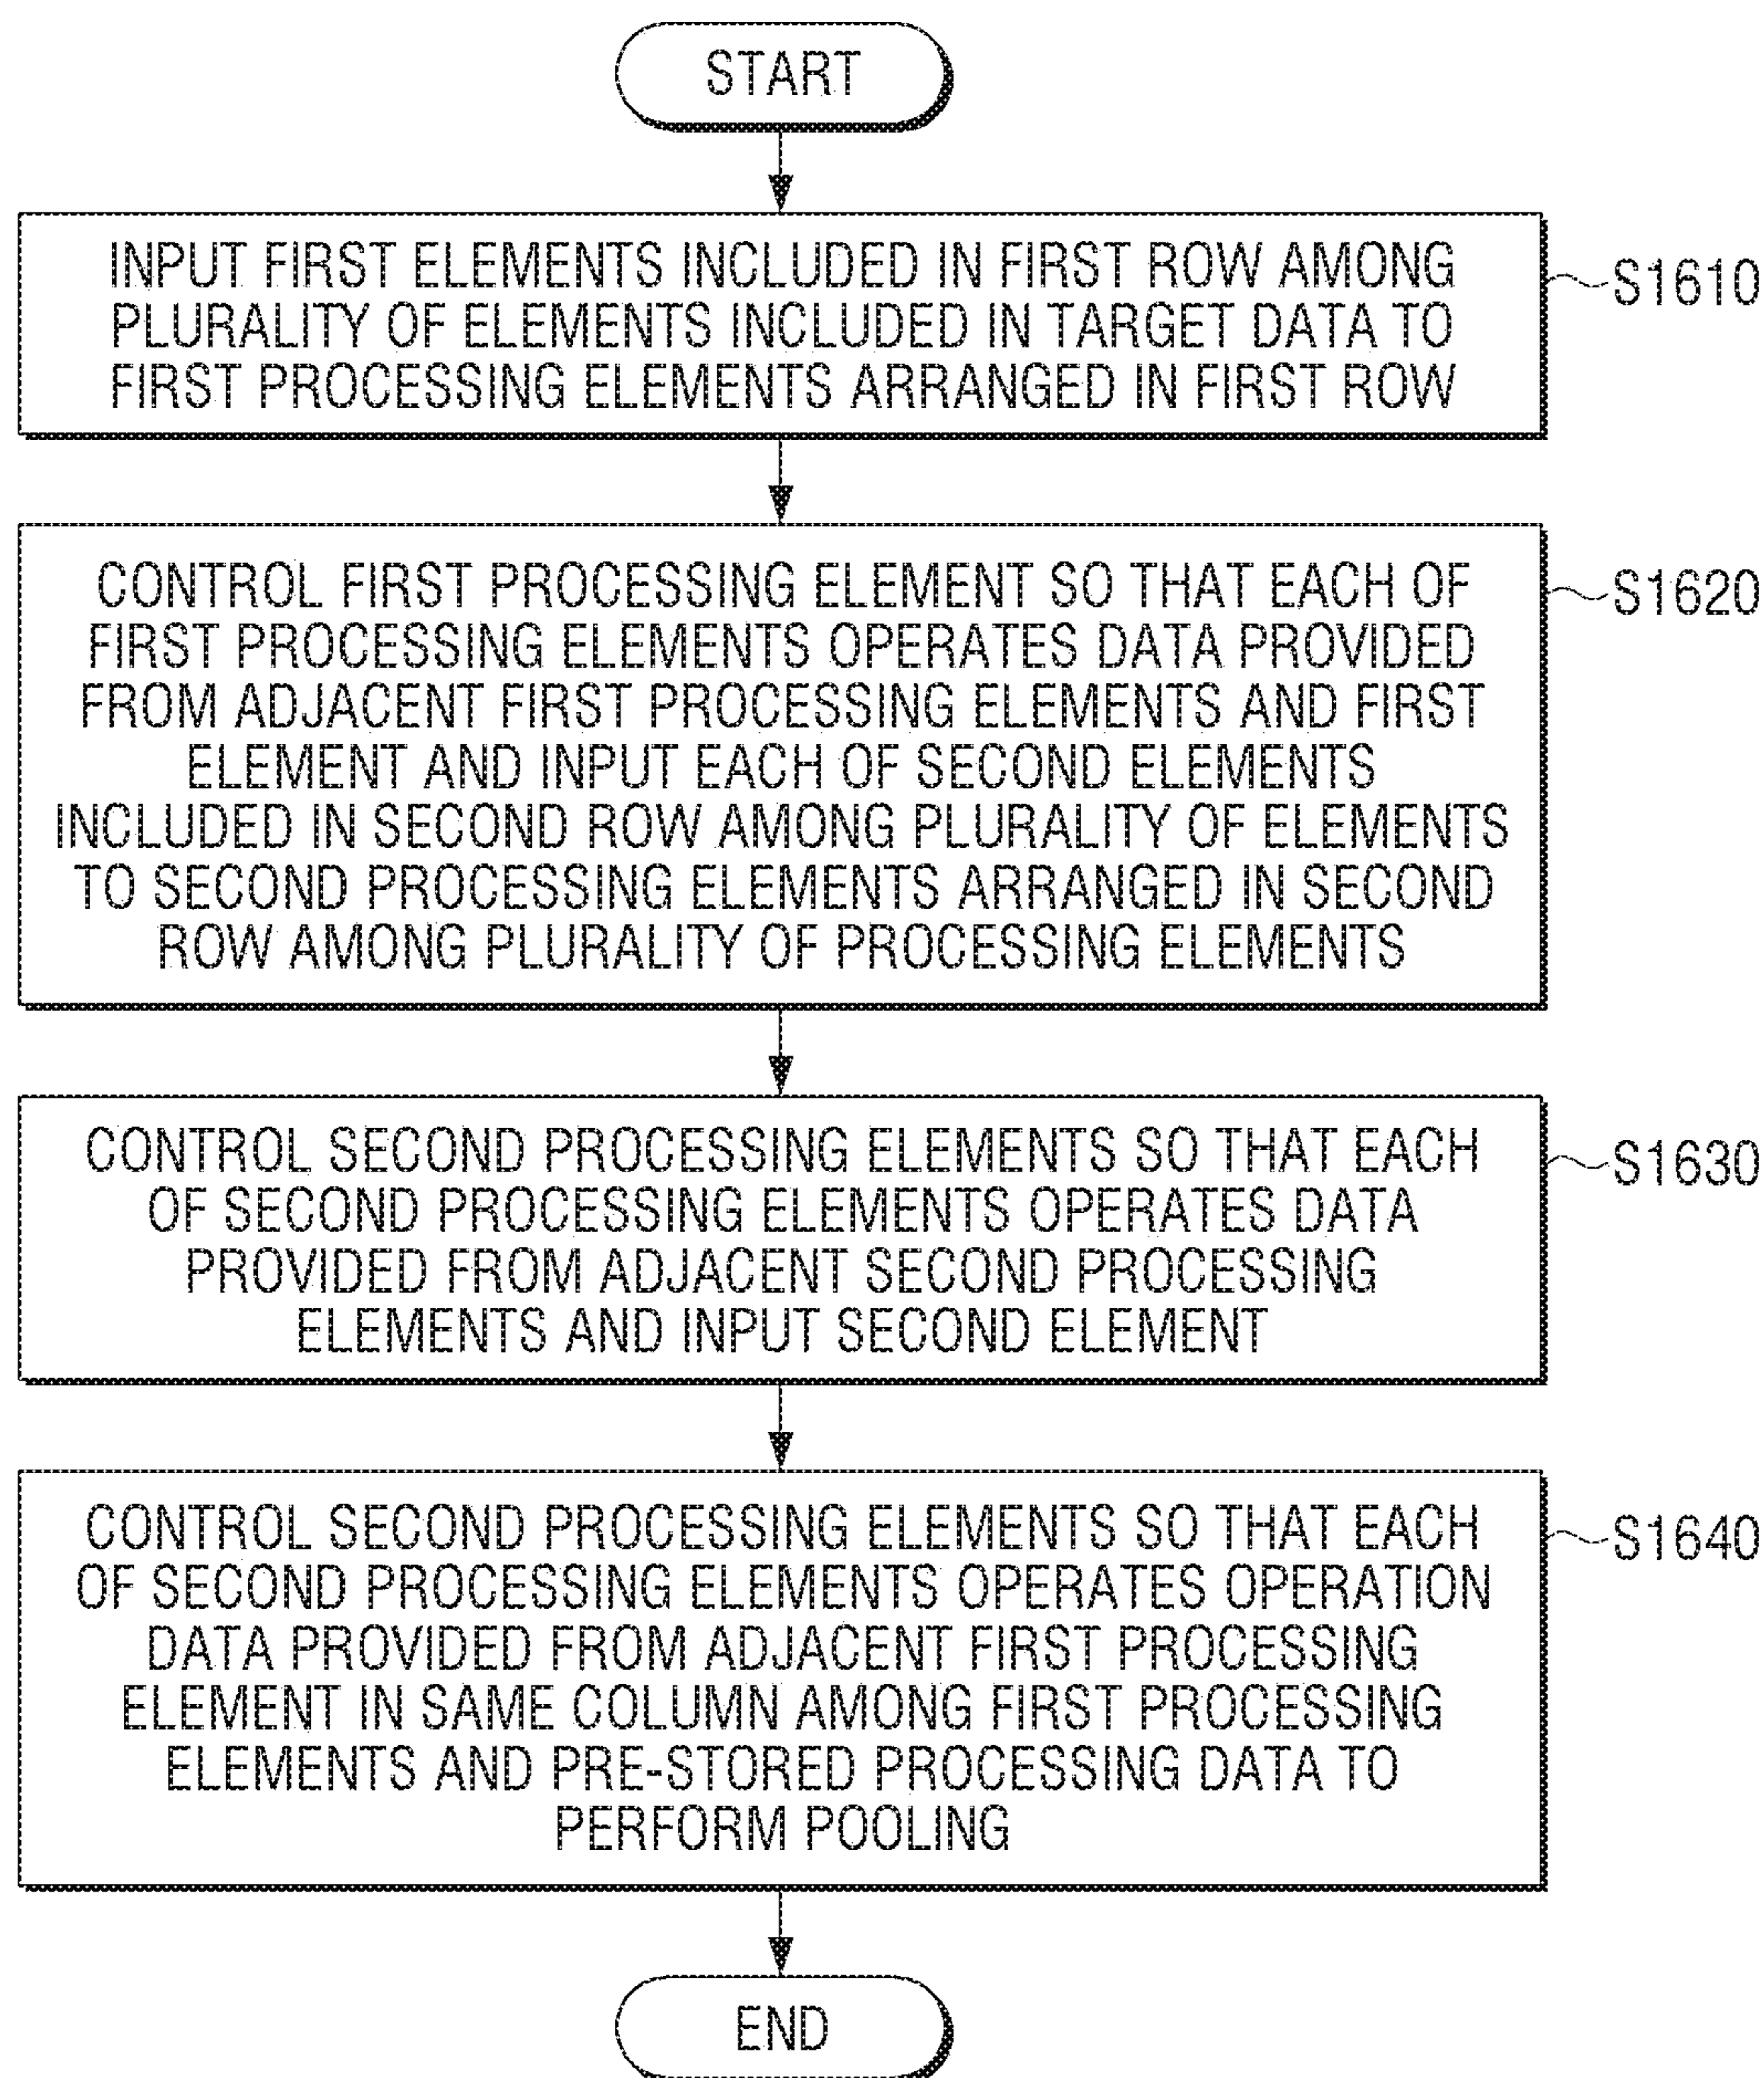 START
INPUT FIRST ELEMENTS INCLUDED IN FIRST ROW AMONG
PLURALITY OF ELEMENTS INCLUDED IN TARGET DATA TO
FIRST PROCESSING ELEMENTS ARRANGED IN FIRST ROW
S1610
CONTROL FIRST PROCESSING ELEMENT SO THAT EACH OF
FIRST PROCESSING ELEMENTS OPERATES DATA PROVIDED
FROM ADJACENT FIRST PROCESSING ELEMENTS AND FIRST
ELEMENT AND INPUT EACH OF SECOND ELEMENTS
INCLUDED IN SECOND ROW AMONG PLURALITY OF ELEMENTS
TO SECOND PROCESSING ELEMENTS ARRANGED IN SECOND
ROW AMONG PLURALITY OF PROCESSING ELEMENTS
S1620
CONTROL SECOND PROCESSING ELEMENTS SO THAT EACH
OF SECOND PROCESSING ELEMENTS OPERATES DATA
PROVIDED FROM ADJACENT SECOND PROCESSING
ELEMENTS AND INPUT SECOND ELEMENT
S1630
CONTROL SECOND PROCESSING ELEMENTS SO THAT EACH
OF SECOND PROCESSING ELEMENTS OPERATES OPERATION
DATA PROVIDED FROM ADJACENT FIRST PROCESSING
ELEMENT IN SAME COLUMN AMONG FIRST PROCESSING
ELEMENTS AND PRE-STORED PROCESSING DATA TO
PERFORM POOLING
S1640
END